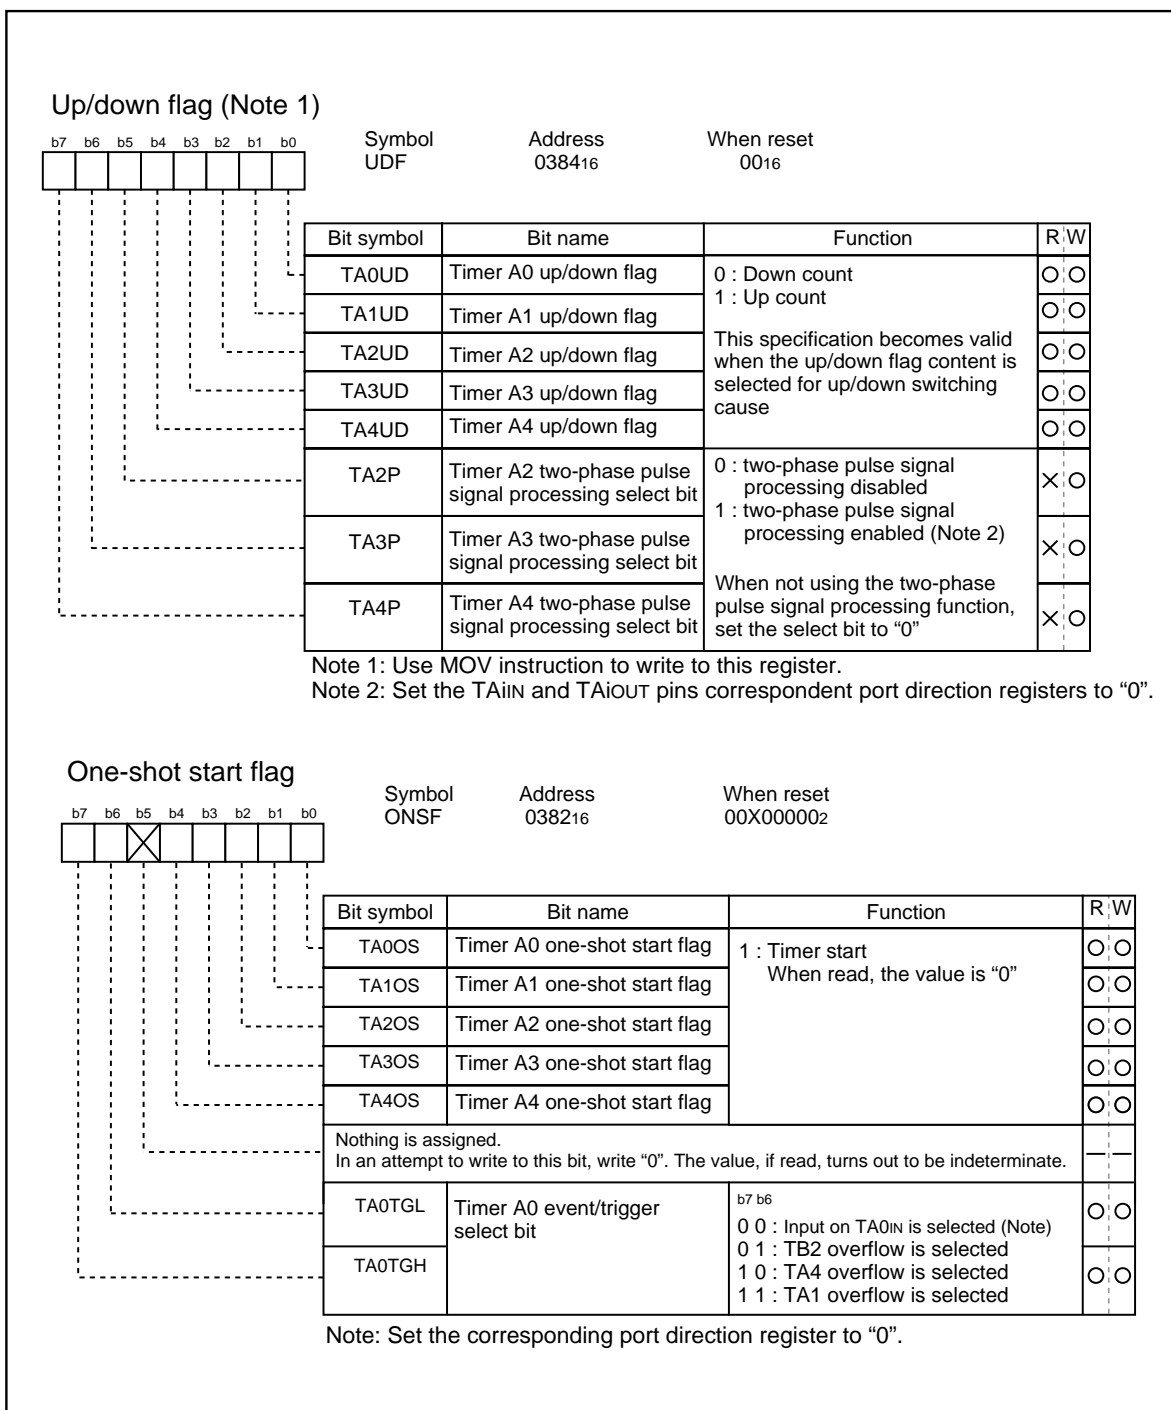 Up/down flag (Note 1)
b7 b6 b5 b4 b3 b2 b1 b0
Symbol Address When reset
UDF 038416 0016
Bit symbol Bit name Function R W
TA0UD Timer A0 up/down flag
TA1UD Timer A1 up/down flag
TA2UD Timer A2 up/down flag
TA3UD Timer A3 up/down flag
TA4UD Timer A4 up/down flag
0 : Down count
1 : Up count
This specification becomes valid
when the up/down flag content is
selected for up/down switching
cause
TA2P Timer A2 two-phase pulse
signal processing select bit
TA3P Timer A3 two-phase pulse
signal processing select bit
TA4P Timer A4 two-phase pulse
signal processing select bit
0 : two-phase pulse signal
processing disabled
1 : two-phase pulse signal
processing enabled (Note 2)
When not using the two-phase
pulse signal processing function,
set the select bit to “0”
Note 1: Use MOV instruction to write to this register.
Note 2: Set the TAiIN and TAiOUT pins correspondent port direction registers to “0”.
One-shot start flag
b7 b6 b5 b4 b3 b2 b1 b0
Symbol Address When reset
ONSF 038216 00X000002
Bit symbol Bit name Function R W
TA0OS Timer A0 one-shot start flag
TA1OS Timer A1 one-shot start flag
TA2OS Timer A2 one-shot start flag
TA3OS Timer A3 one-shot start flag
TA4OS Timer A4 one-shot start flag
1 : Timer start
When read, the value is “0”
Nothing is assigned.
In an attempt to write to this bit, write “0”. The value, if read, turns out to be indeterminate.
TA0TGL
TA0TGH
Timer A0 event/trigger
select bit
b7 b6
0 0 : Input on TA0IN is selected (Note)
0 1 : TB2 overflow is selected
1 0 : TA4 overflow is selected
1 1 : TA1 overflow is selected
Note: Set the corresponding port direction register to “0”.